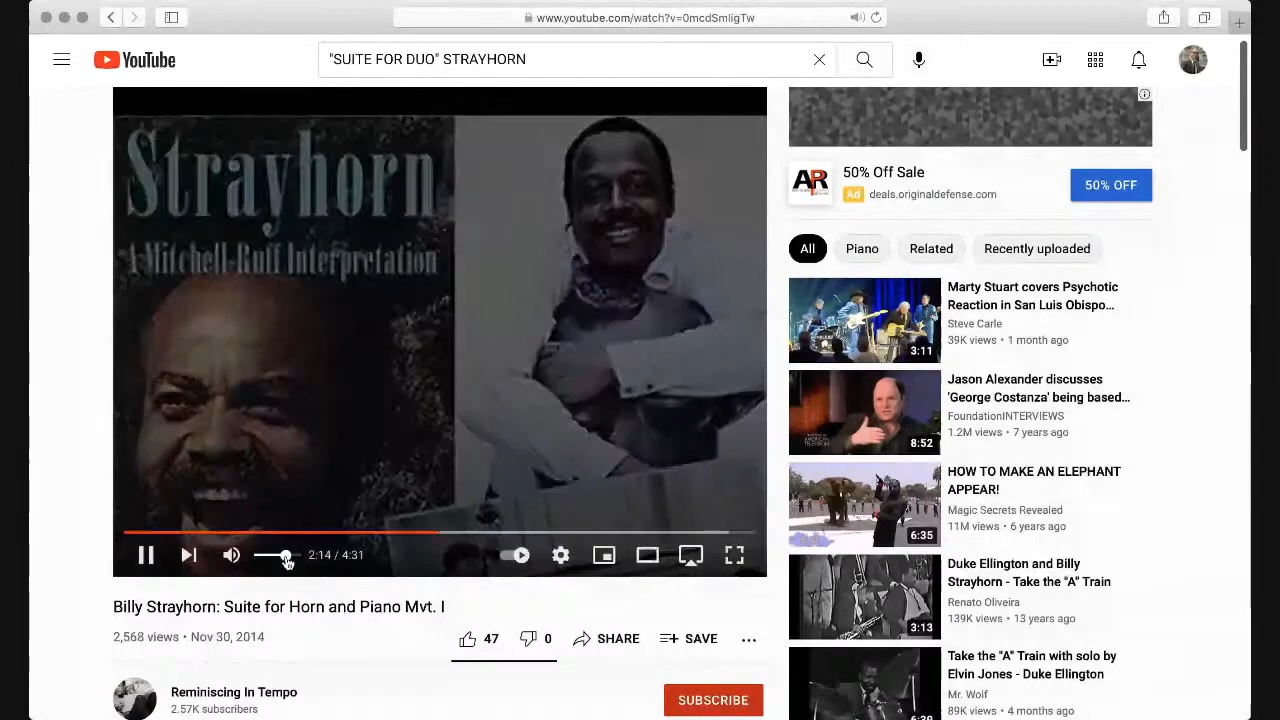 www.youtube.com/watch?v=0mcdSmligTw
YouTube
"SUITE FOR DUO" STRAYHORN
Strayhorn
A Mitchell-Ruff Interpretation
2:14 / 4:31
Billy Strayhorn: Suite for Horn and Piano Mvt. I
2,568 views • Nov 30, 2014
47
0
SHARE
SAVE
Reminiscing In Tempo
2.57K subscribers
SUBSCRIBE
AP
50% Off Sale
Ad deals.originaldefense.com
50% OFF
All
Piano
Related
Recently uploaded
Marty Stuart covers Psychotic
Reaction in San Luis Obispo...
Steve Carle
39K views • 1 month ago
3:11
Jason Alexander discusses
'George Costanza' being based...
FoundationINTERVIEWS
1.2M views • 7 years ago
8:52
HOW TO MAKE AN ELEPHANT
APPEAR!
Magic Secrets Revealed
11M views • 6 years ago
6:35
Duke Ellington and Billy
Strayhorn - Take the "A" Train
Renato Oliveira
139K views • 13 years ago
3:13
Take the "A" Train with solo by
Elvin Jones - Duke Ellington
Mr. Wolf
89K views • 4 months ago